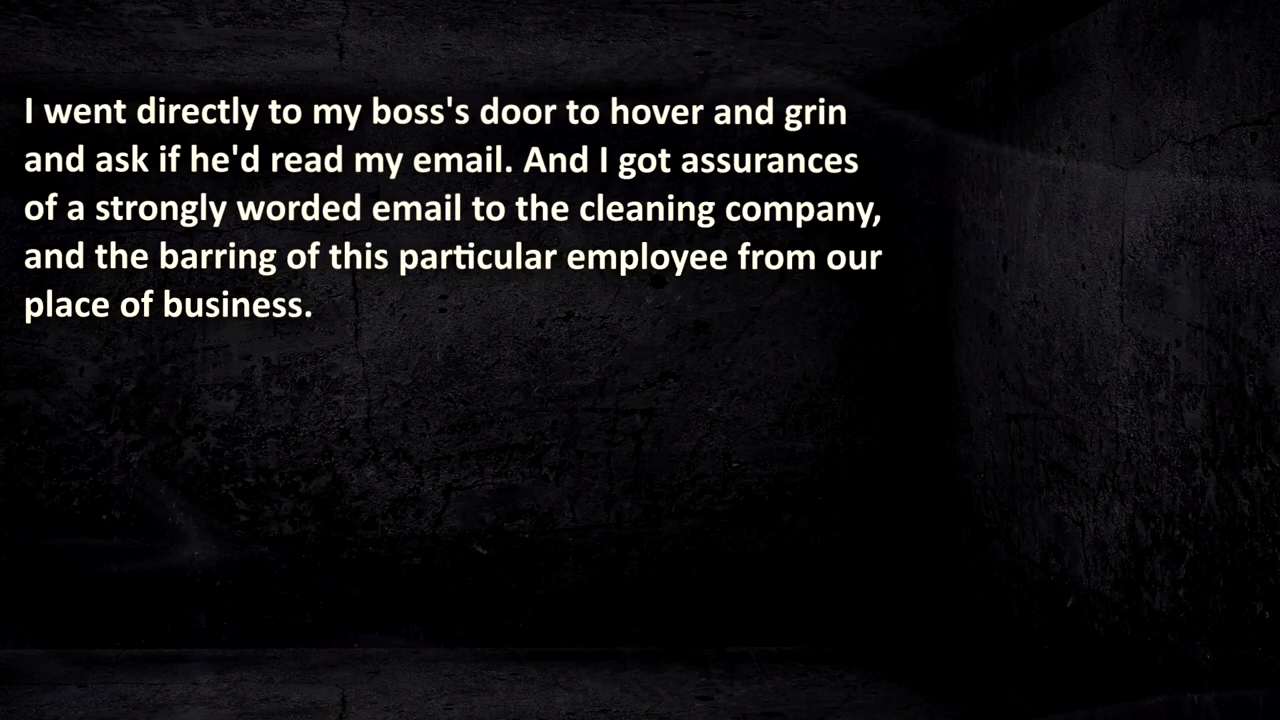 I went directly to my boss's door to hover and grin
and ask if he'd read my email. And I got assurances
of a strongly worded email to the cleaning company,
and the barring of this particular employee from our
place of business.